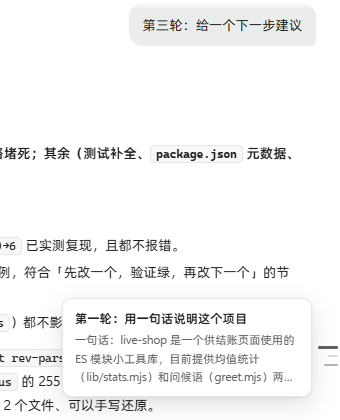 第三轮：给一个下一步建议
堵死；其余（测试补全、package.json 元数据、
→6 已实测复现，且都不报错。
例，符合「先改一个，验证绿，再改下一个」的节
）都不影
第一轮：用一句话说明这个项目
一句话：live-shop 是一个供结账页面使用的
t rev-pars
ES 模块小工具库，目前提供均值统计
us 的 255
（lib/stats.mjs）和问候语（greet.mjs）两...
2 个文件、可以手写还原。